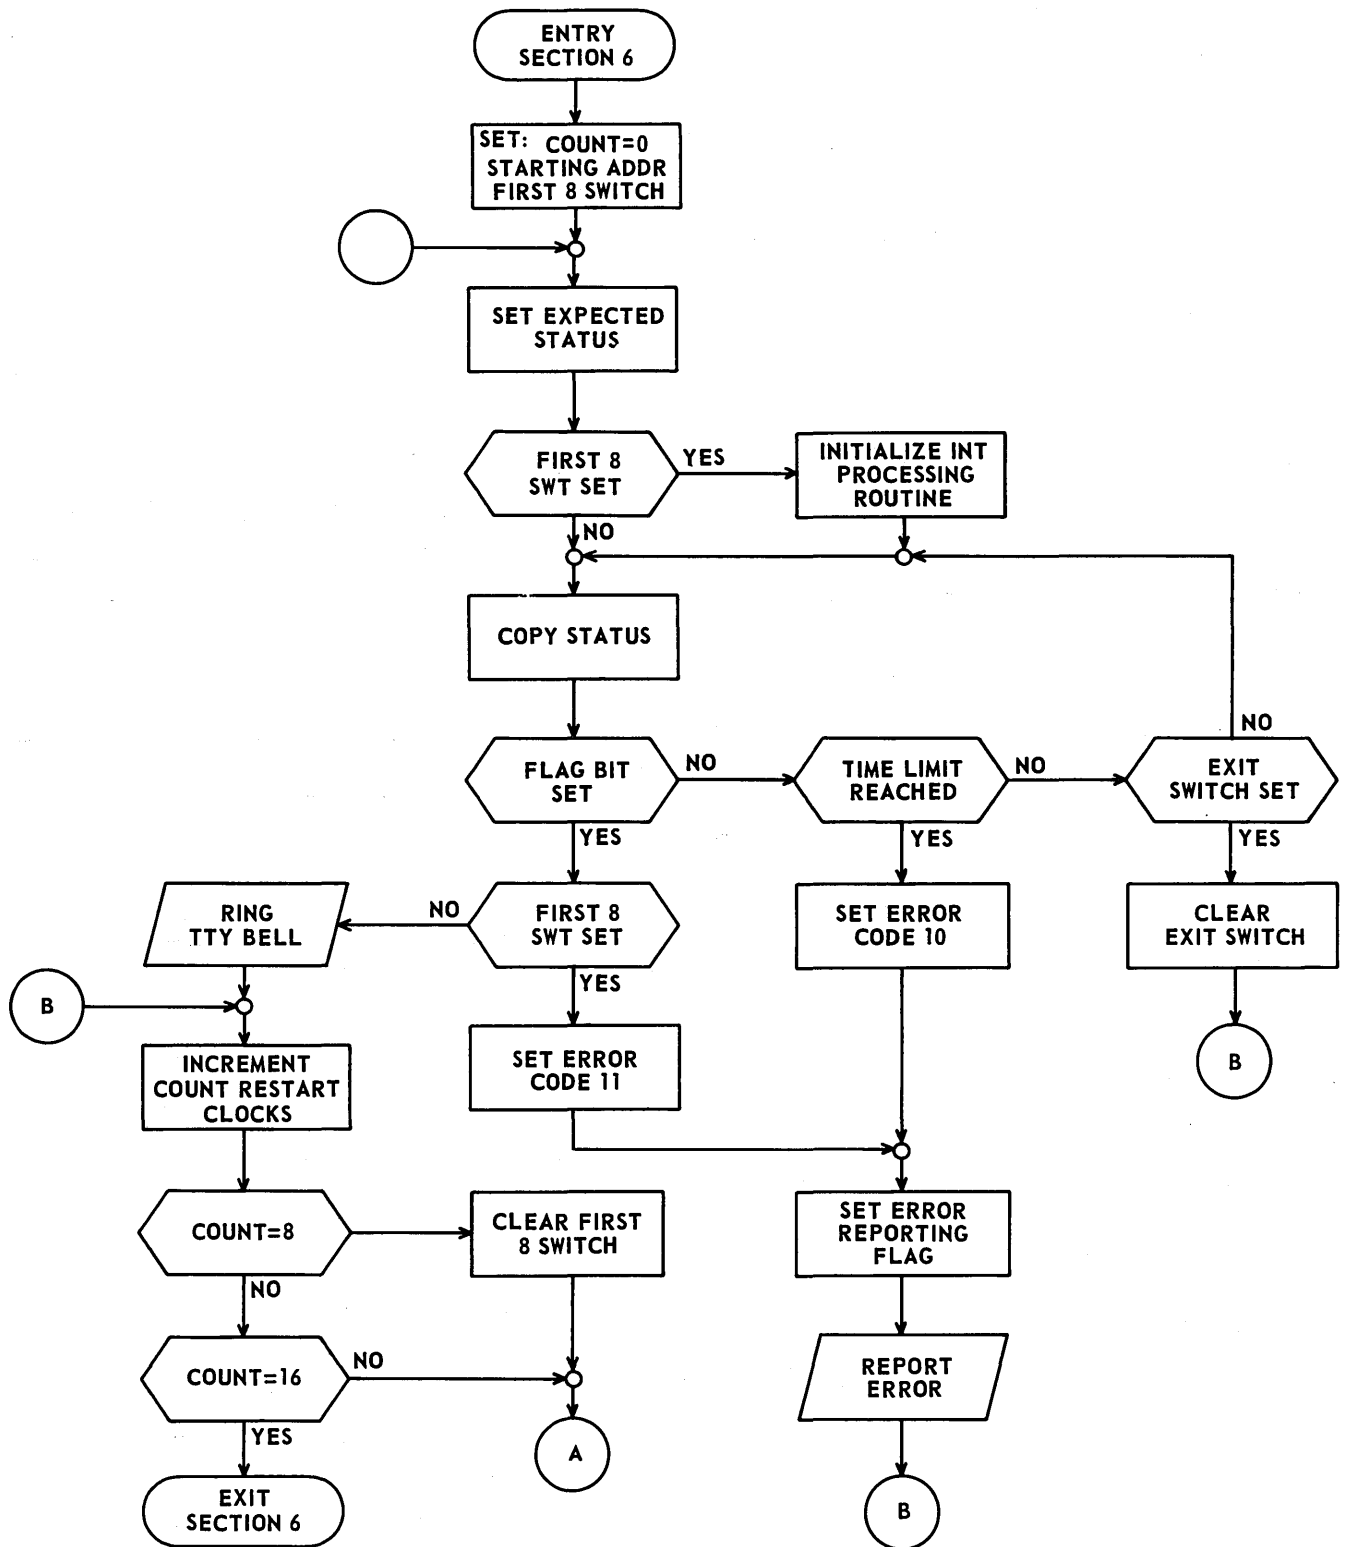 ENTRY
SECTION 6
SET: COUNT=0
STARTING ADDR
FIRST 8 SWITCH
SET EXPECTED
STATUS
FIRST 8
SWT SET
YES
INITIALIZE INT
PROCESSING
ROUTINE
NO
COPY STATUS
FLAG BIT
SET
NO
TIME LIMIT
REACHED
NO
EXIT
SWITCH SET
NO
YES
YES
YES
RING
TTY BELL
NO
FIRST 8
SWT SET
SET ERROR
CODE 10
CLEAR
EXIT SWITCH
YES
B
INCREMENT
COUNT RESTART
CLOCKS
SET ERROR
CODE 11
B
COUNT=8
CLEAR FIRST
8 SWITCH
SET ERROR
REPORTING
FLAG
NO
COUNT=16
NO
REPORT
ERROR
YES
A
EXIT
SECTION 6
B